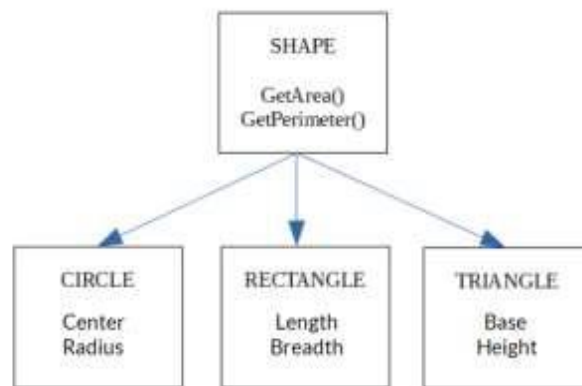 SHAPE
GetArea()
GetPerimeter()
CIRCLE
Center
Radius
RECTANGLE
Length
Breadth
TRIANGLE
Base
Height